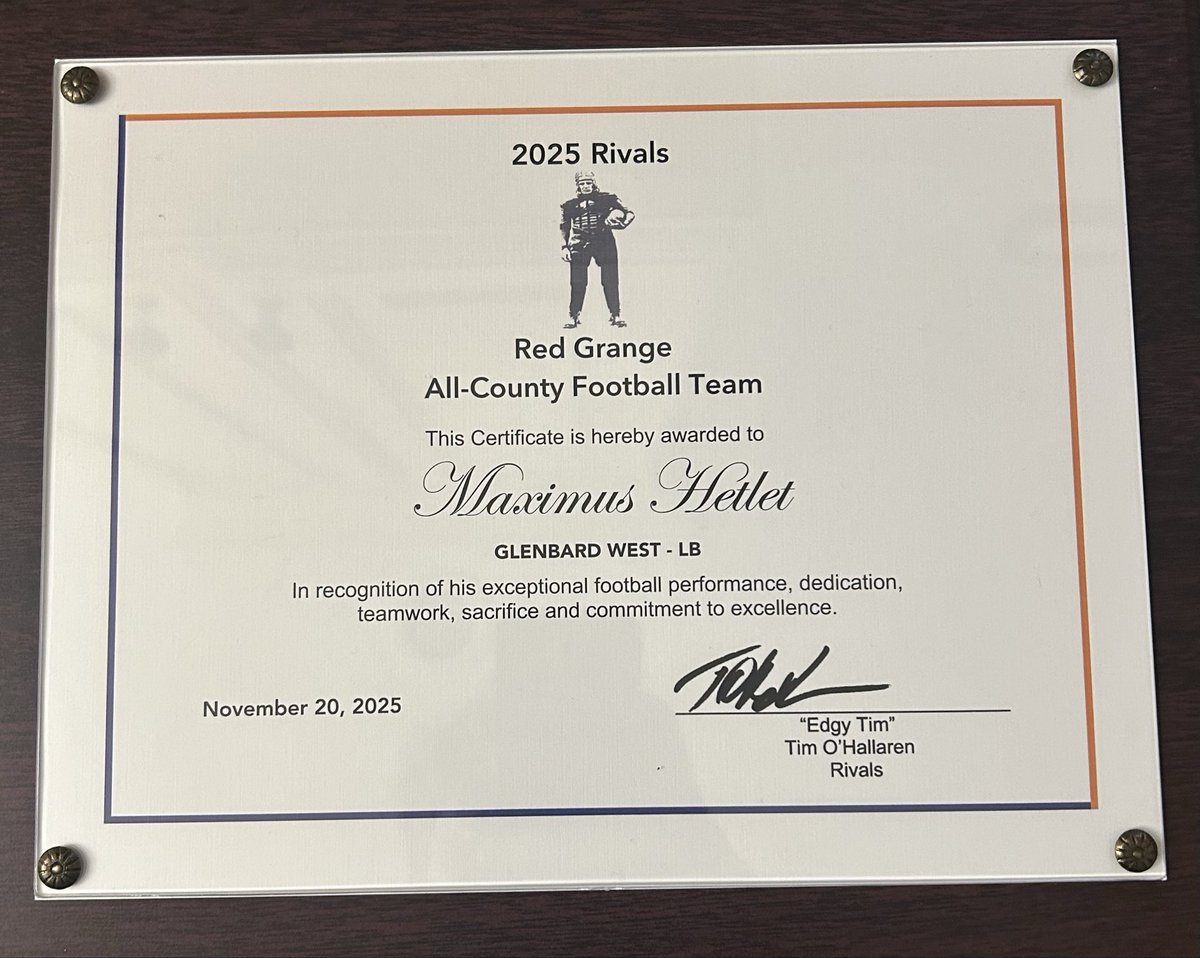 2025 Rivals
Red Grange
All-County Football Team
This Certificate is hereby awarded to
Maximus Hetlet
GLENBARD WEST - LB
In recognition of his exceptional football performance, dedication,
teamwork, sacrifice and commitment to excellence.
November 20, 2025
“Edgy Tim”
Tim O'Hallaren
Rivals